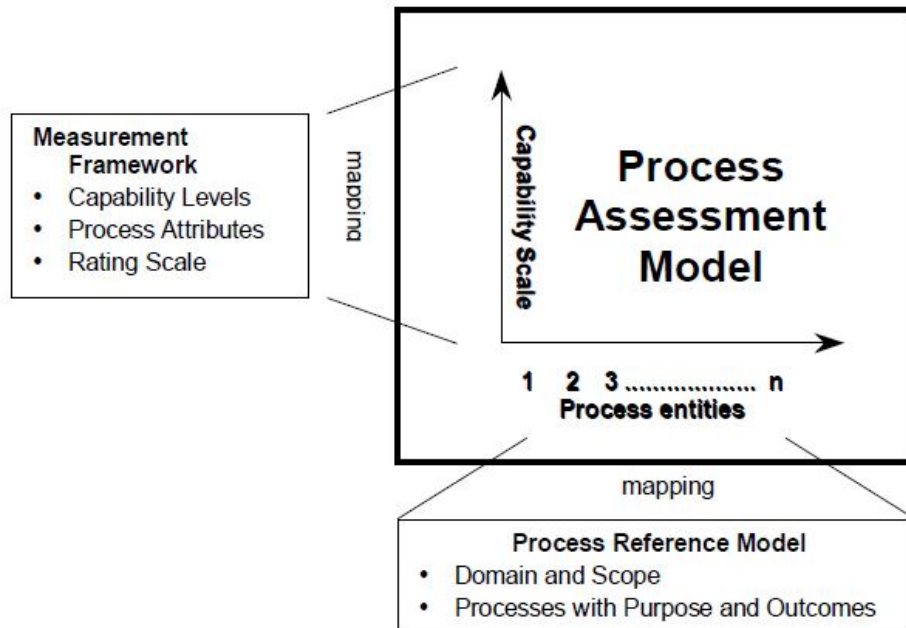 Measurement
Framework
• Capability Levels
• Process Attributes
• Rating Scale
mapping
Capability Scale
Process
Assessment
Model
1 2 3 ................... n
Process entities
mapping
Process Reference Model
• Domain and Scope
• Processes with Purpose and Outcomes